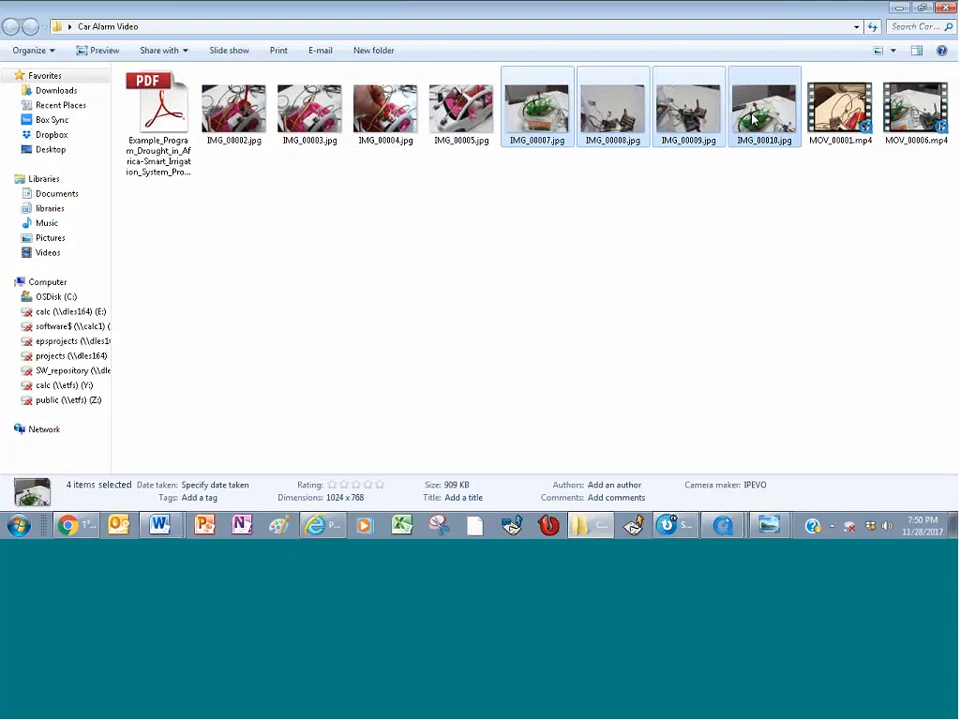 Car Alarm Video
Search Car ...
Organize
Preview
Share with
Slide show
Print
E-mail
New folder
Favorites
Downloads
Recent Places
Box Sync
Dropbox
Desktop
Libraries
Documents
libraries
Music
Pictures
Videos
Computer
OSDisk (C:)
calc (\\dles164) (E:)
software$ (\\calc1) (
epsprojects (\\dles1
projects (\\dles164)
SW_repository (\\dle
calc (\\etfs) (Y:)
public (\\etfs) (Z:)
Network
PDF
Example_Progra
m_Drought_in_Af
rica-Smart_Irrigat
ion_System_Pro...
IMG_00002.jpg
IMG_00003.jpg
IMG_00004.jpg
IMG_00005.jpg
IMG_00007.jpg
IMG_00008.jpg
IMG_00009.jpg
IMG_00010.jpg
MOV_00001.mp4
MOV_00006.mp4
4 items selected
Date taken: Specify date taken
Tags: Add a tag
Rating:
Dimensions: 1024 x 768
Size: 909 KB
Title: Add a title
Authors: Add an author
Comments: Add comments
Camera maker: IPEVO
P...
C...
S...
7:50 PM
11/28/2017